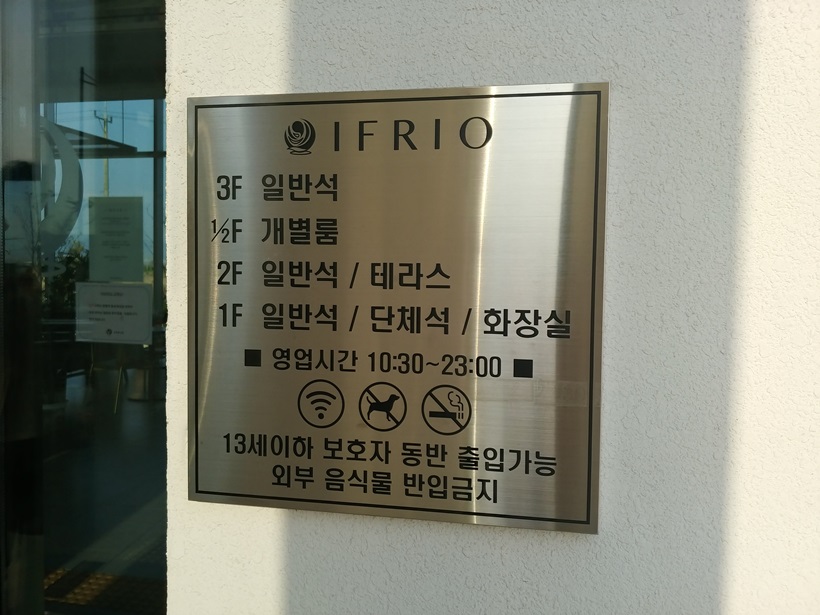 IFRIO
3F 일반석
½F 개별룸
2F 일반석 / 테라스
1F 일반석 / 단체석 / 화장실
■ 영업시간 10:30~23:00 ■
13세이하 보호자 동반 출입가능
외부 음식물 반입금지